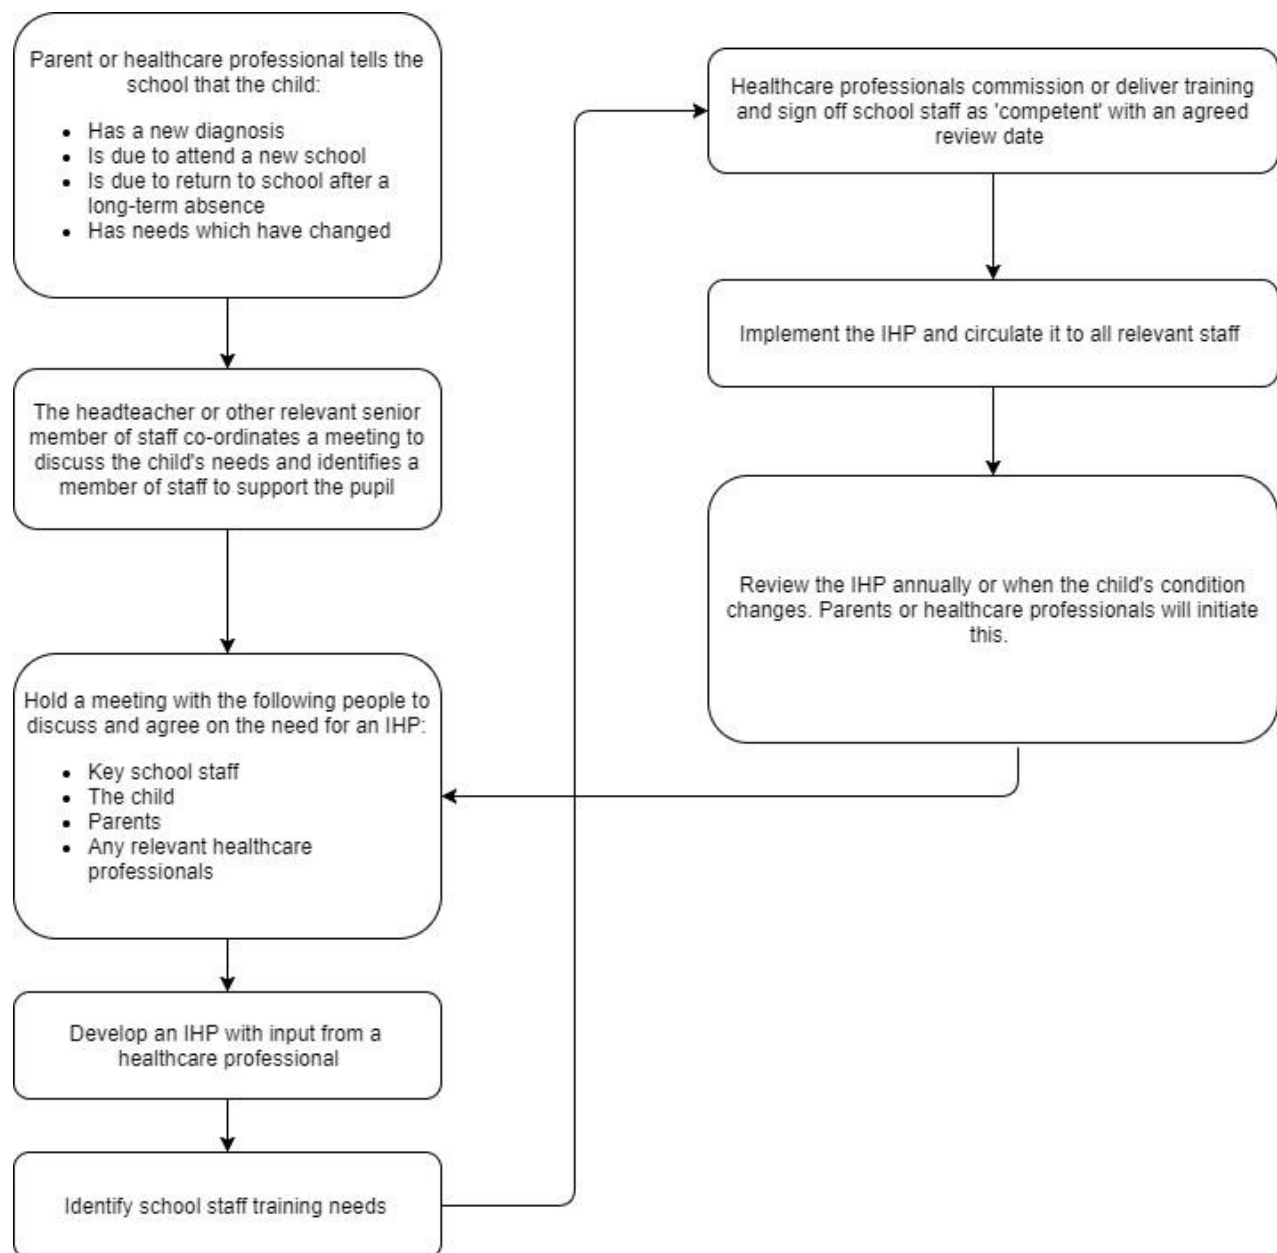 Parent or healthcare professional tells the
school that the child:
• Has a new diagnosis
• Is due to attend a new school
• Is due to return to school after a
long-term absence
• Has needs which have changed
The headteacher or other relevant senior
member of staff co-ordinates a meeting to
discuss the child's needs and identifies a
member of staff to support the pupil
Hold a meeting with the following people to
discuss and agree on the need for an IHP:
• Key school staff
• The child
• Parents
• Any relevant healthcare
professionals
Develop an IHP with input from a
healthcare professional
Identify school staff training needs
Healthcare professionals commission or deliver training
and sign off school staff as 'competent' with an agreed
review date
Implement the IHP and circulate it to all relevant staff
Review the IHP annually or when the child's condition
changes. Parents or healthcare professionals will initiate
this.